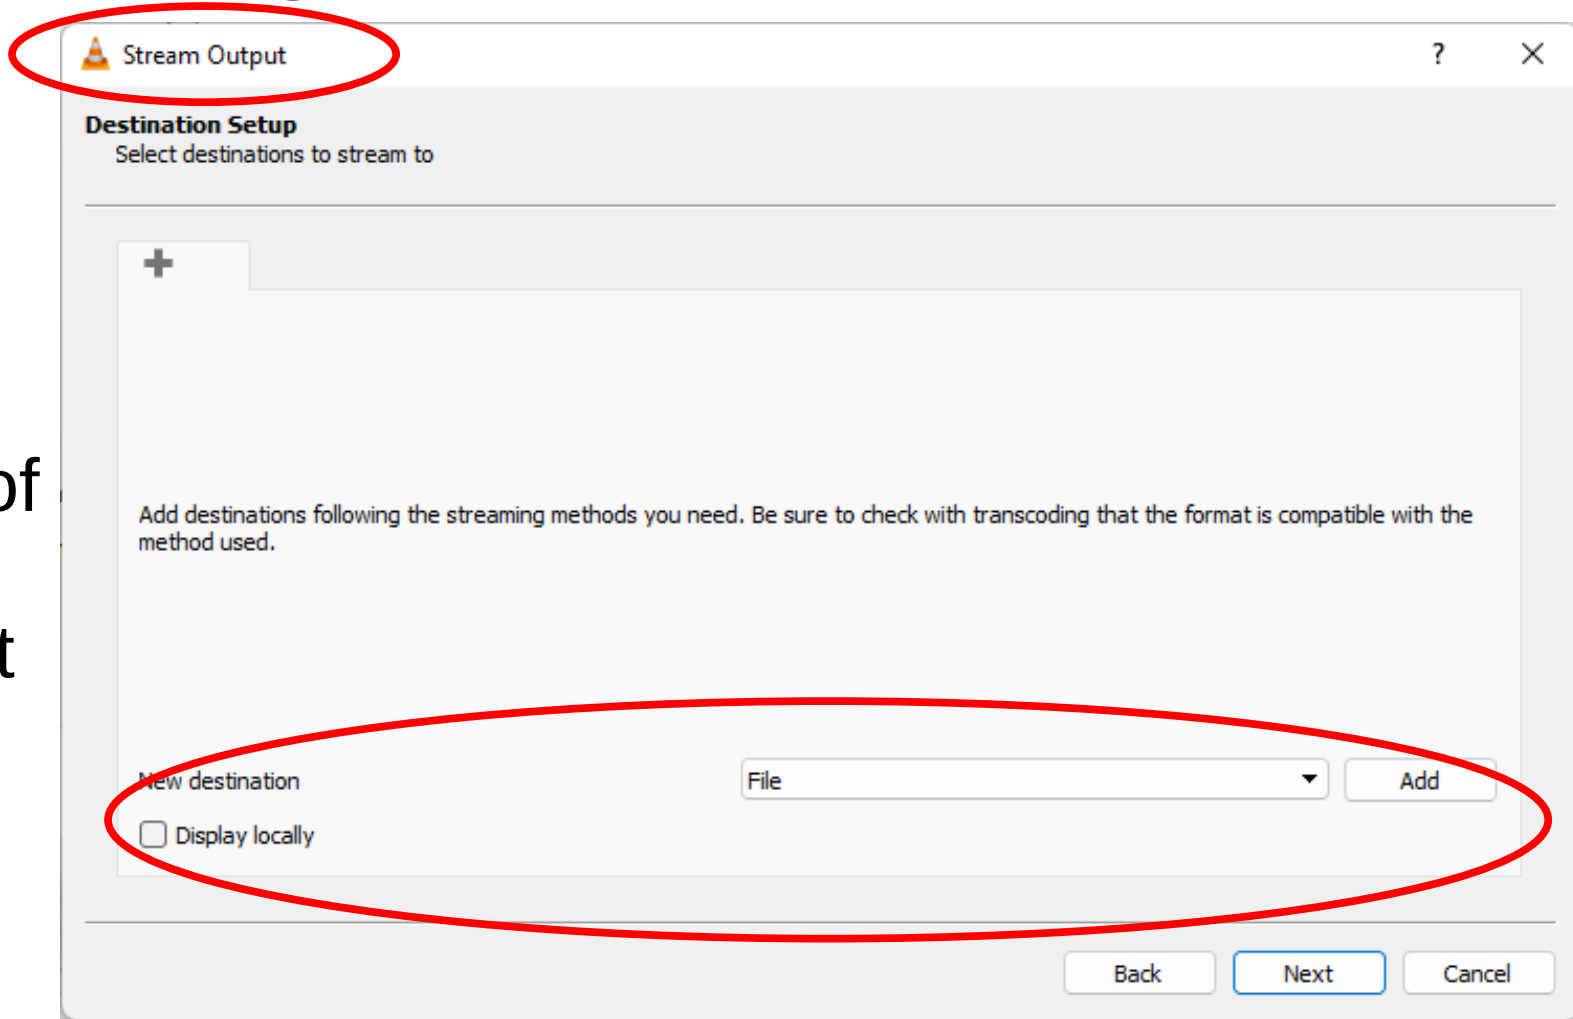 Stream Output
?
Destination Setup
Select destinations to stream to
of
Add destinations following the streaming methods you need. Be sure to check with transcoding that the format is compatible with the
method used.
t
New destination
File
Add
Display locally
Back
Next
Cancel